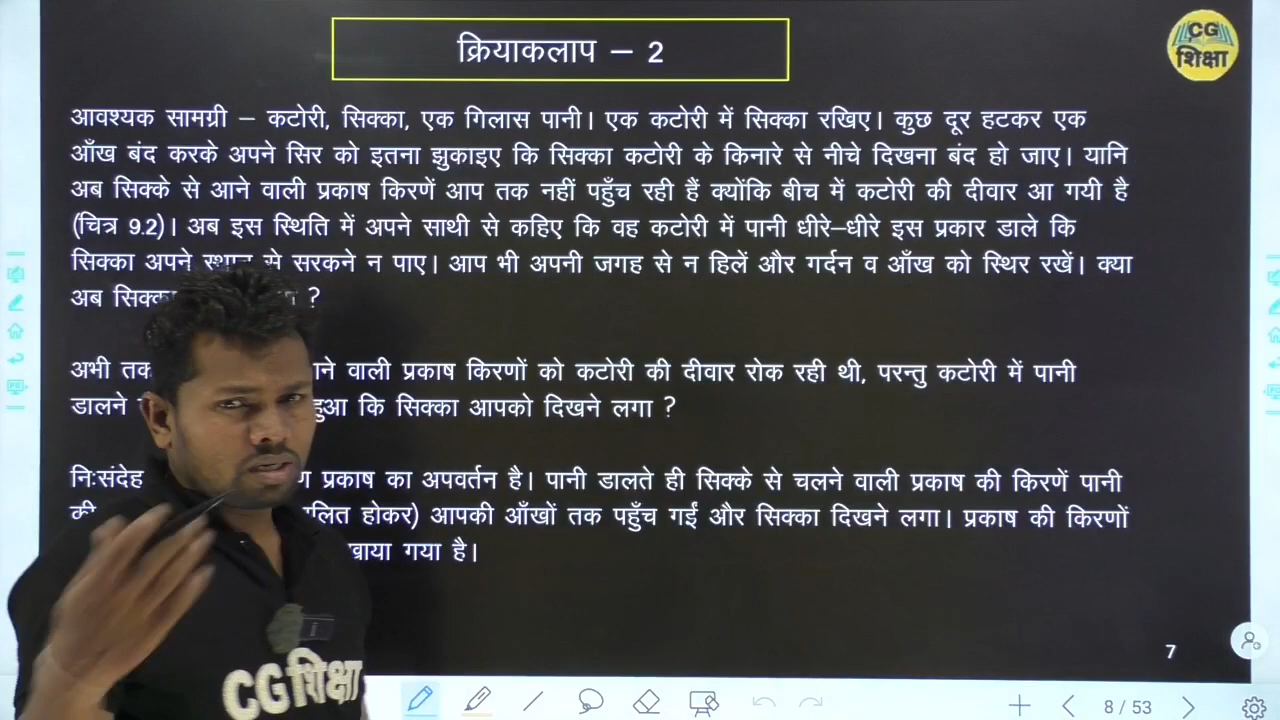 क्रियाकलाप – 2
CG
शिक्षा
आवश्यक सामग्री – कटोरी, सिक्का, एक गिलास पानी। एक कटोरी में सिक्का रखिए। कुछ दूर हटकर एक
आँख बंद करके अपने सिर को इतना झुकाइए कि सिक्का कटोरी के किनारे से नीचे दिखना बंद हो जाए। यानि
अब सिक्के से आने वाली प्रकाष किरणें आप तक नहीं पहुँच रही हैं क्योंकि बीच में कटोरी की दीवार आ गयी है
(चित्र 9.2)। अब इस स्थिति में अपने साथी से कहिए कि वह कटोरी में पानी धीरे–धीरे इस प्रकार डाले कि
सिक्का अपने स्थान से सरकने न पाए। आप भी अपनी जगह से न हिलें और गर्दन व आँख को स्थिर रखें। क्या
अब ?
अभी वाली प्रकाष किरणों को कटोरी की दीवार रोक रही थी, परन्तु कटोरी में पानी
डालने कि सिक्का आपको दिखने लगा ?
निःसंदेह प्रकाष का अपवर्तन है। पानी डालते ही सिक्के से चलने वाली प्रकाष की किरणें पानी
की होकर) आपकी आँखों तक पहुँच गईं और सिक्का दिखने लगा। प्रकाष की किरणों
गया है।
7
CGशिक्षा
8 / 53